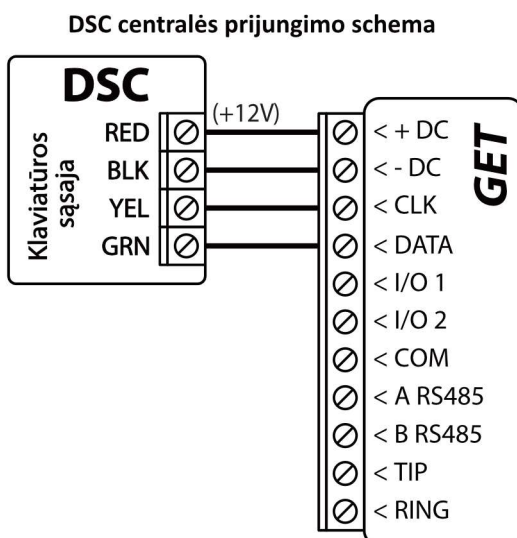 DSC centralės prijungimo schema
DSC
Klaviatūros
sąsaja
RED
BLK
YEL
GRN
(+12V)
GET
< + DC
< - DC
< CLK
< DATA
< I/O 1
< I/O 2
< COM
< A RS485
< B RS485
< TIP
< RING